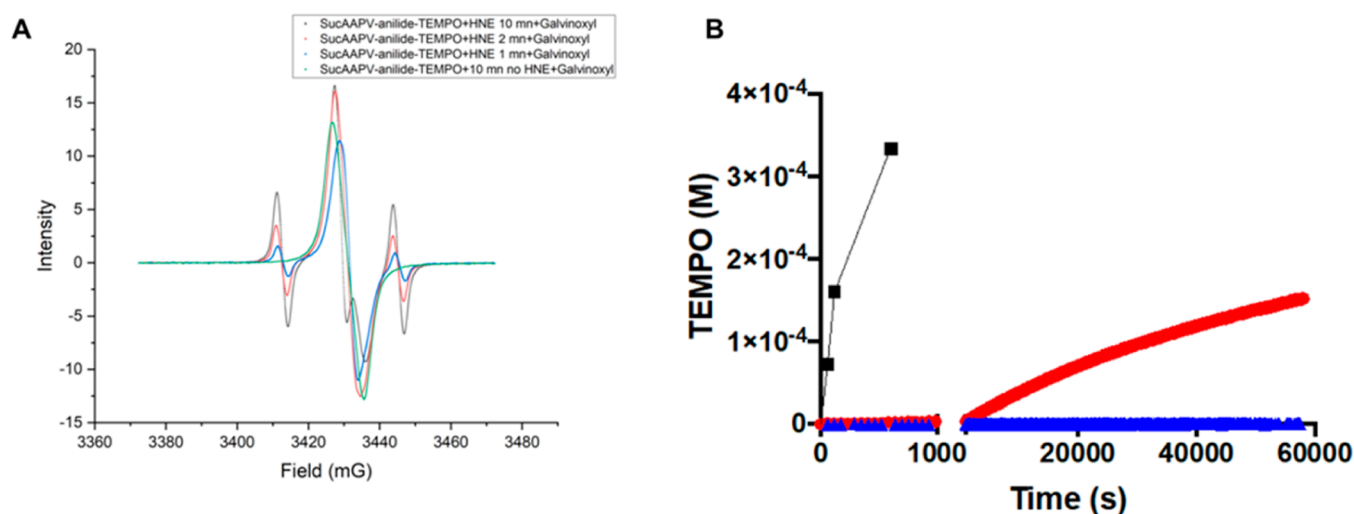 A
SucAAPV-anilide-TEMPO+HNE 10 mn+Galvinoxyl
SucAAPV-anilide-TEMPO+HNE 2 mn+Galvinoxyl
SucAAPV-anilide-TEMPO+HNE 1 mn+Galvinoxyl
SucAAPV-anilide-TEMPO+10 mn no HNE+Galvinoxyl
20
15
10
5
0
-5
-10
-15
Intensity
3360 3380 3400 3420 3440 3460 3480
Field (mG)
B
4×10⁻⁴
3×10⁻⁴
2×10⁻⁴
1×10⁻⁴
0
TEMPO (M)
0 1000 20000 40000 60000
Time (s)